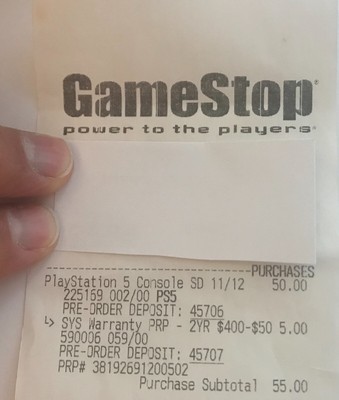 GameStop
power to the players
PURCHASES
PlayStation 5 Console SD 11/12 50.00
225169 002/00 PS5
PRE-ORDER DEPOSIT: 45706
↳ SYS Warranty PRP - 2YR $400-$50 5.00
590006 059/00
PRE-ORDER DEPOSIT: 45707
PRP# 38192691200502
Purchase Subtotal 55.00